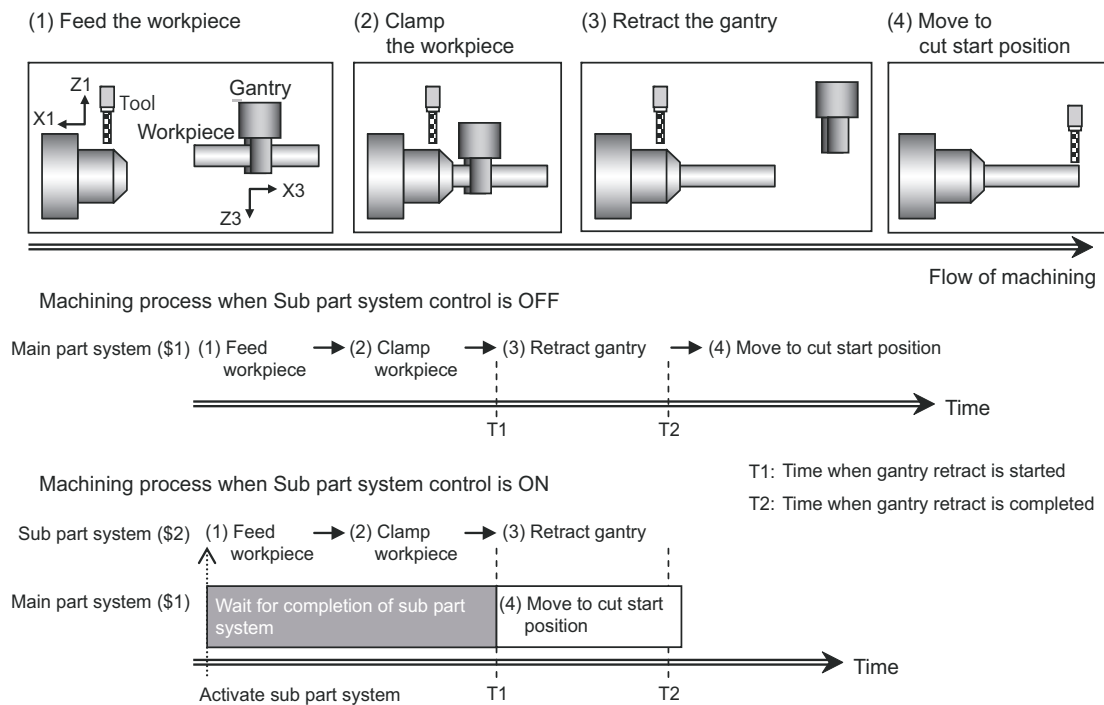 (1) Feed the workpiece
(2) Clamp
the workpiece
(3) Retract the gantry
(4) Move to
cut start position
Z1
X1
Tool
Gantry
Workpiece
X3
Z3
Flow of machining
Machining process when Sub part system control is OFF
Main part system ($1) (1) Feed
workpiece
(2) Clamp
workpiece
(3) Retract gantry
(4) Move to cut start position
Time
T1
T2
T1: Time when gantry retract is started
T2: Time when gantry retract is completed
Machining process when Sub part system control is ON
Sub part system ($2) (1) Feed
workpiece
(2) Clamp
workpiece
(3) Retract gantry
Main part system ($1)
Wait for completion of sub part
system
(4) Move to cut start
position
Time
Activate sub part system
T1
T2